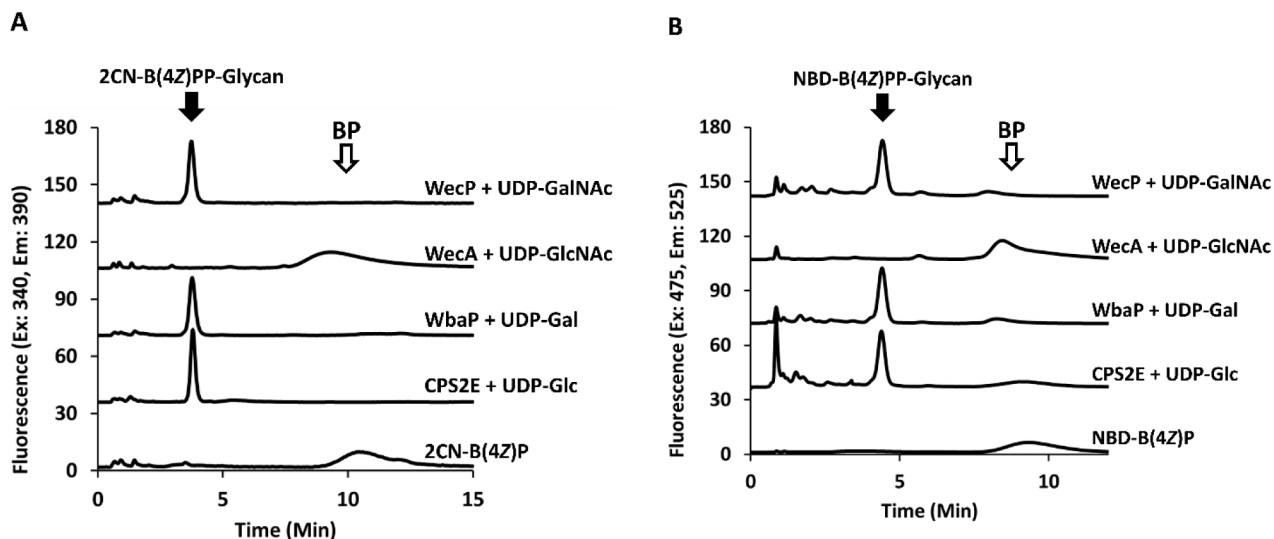 A
2CN-B(4Z)PP-Glycan
BP
180
150
120
90
60
30
0
Fluorescence (Ex: 340, Em: 390)
WecP + UDP-GalNAc
WecA + UDP-GlcNAc
WbaP + UDP-Gal
CPS2E + UDP-Glc
2CN-B(4Z)P
0 5 10 15
Time (Min)
B
NBD-B(4Z)PP-Glycan
BP
180
150
120
90
60
30
0
Fluorescence (Ex: 475, Em: 525)
WecP + UDP-GalNAc
WecA + UDP-GlcNAc
WbaP + UDP-Gal
CPS2E + UDP-Glc
NBD-B(4Z)P
0 5 10
Time (Min)